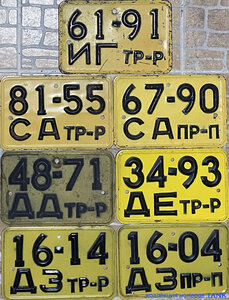 61-91
ИГ ТР-Р
81-55
СА ТР-Р
67-90
СА ПР-П
48-71
ДД ТР-Р
34-93
ДЕ ТР-Р
16-14
ДЗ ТР-Р
16-04
ДЗ ПР-П